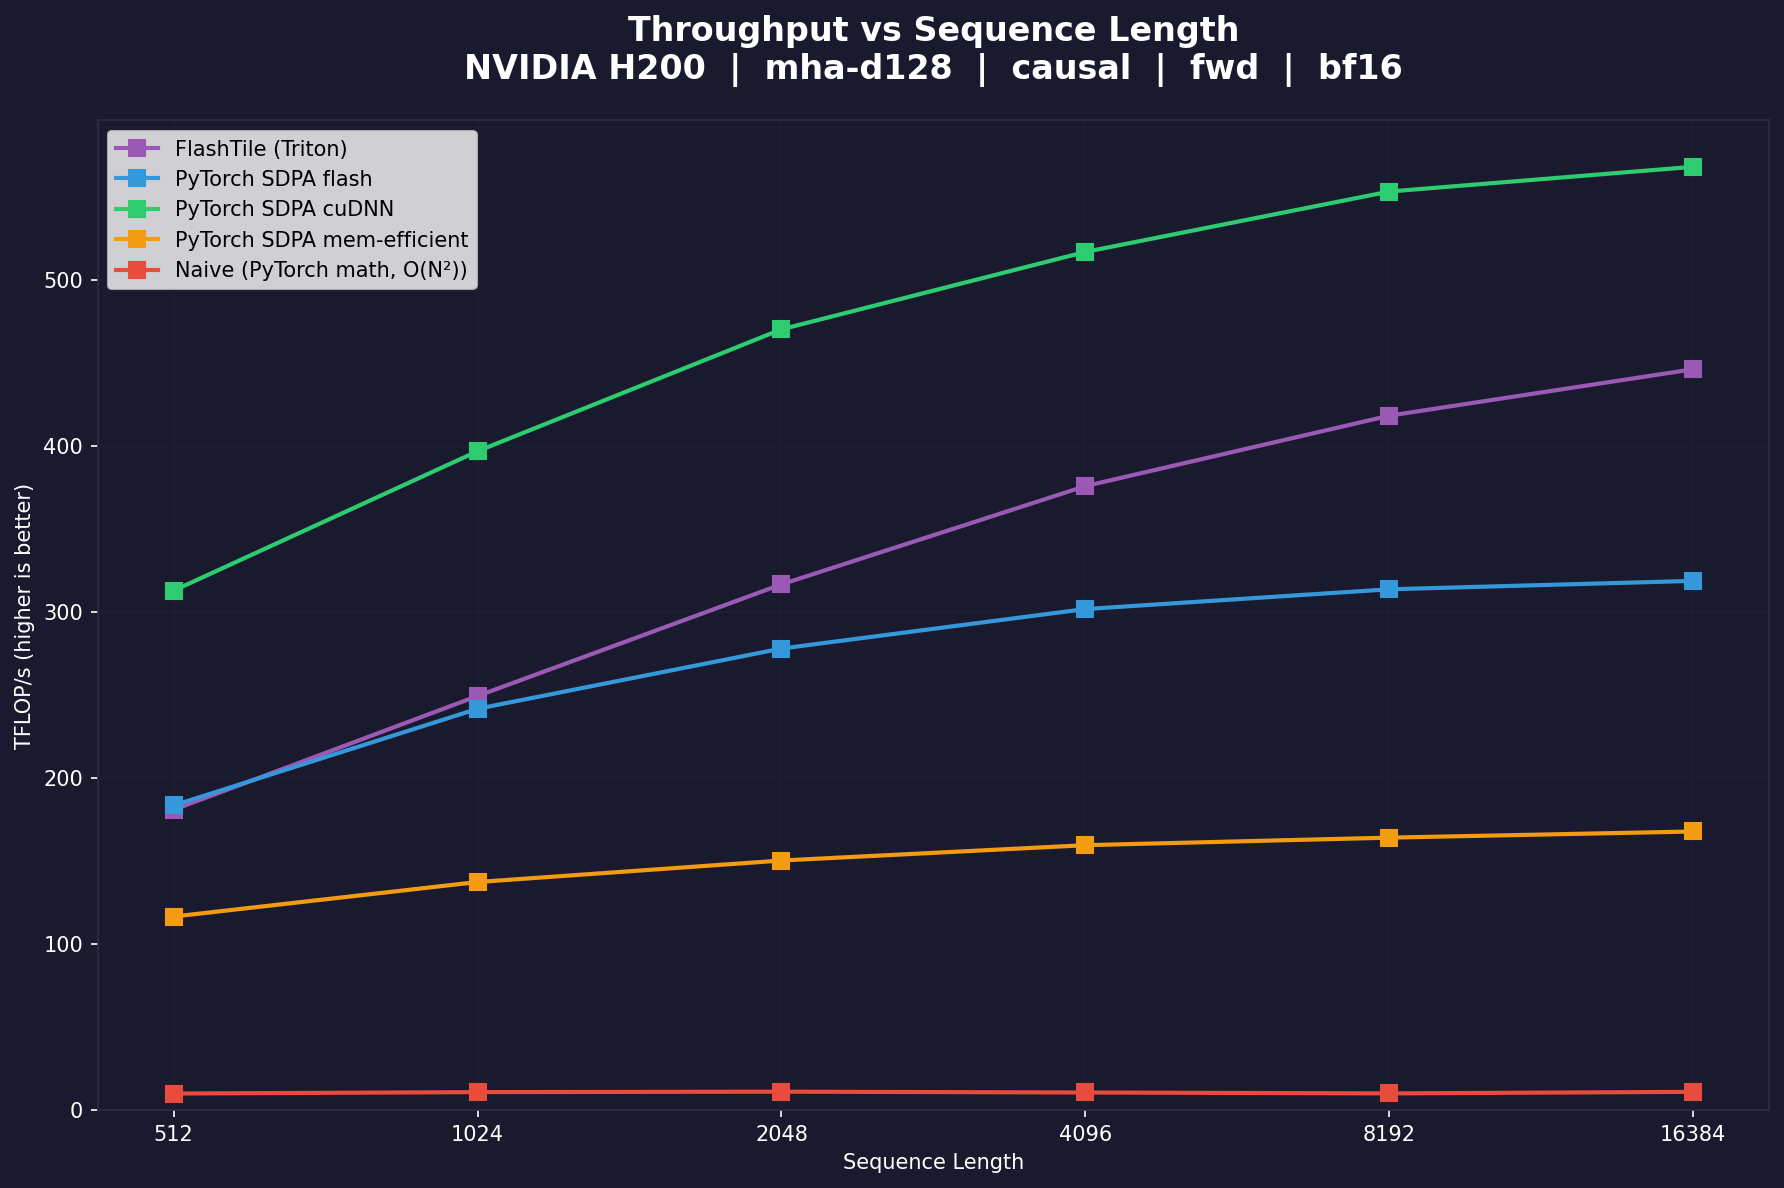 Throughput vs Sequence Length
NVIDIA H200 | mha-d128 | causal | fwd | bf16
FlashTile (Triton)
PyTorch SDPA flash
PyTorch SDPA cuDNN
PyTorch SDPA mem-efficient
Naive (PyTorch math, O(N²))
TFLOP/s (higher is better)
500
400
300
200
100
0
512 1024 2048 4096 8192 16384
Sequence Length